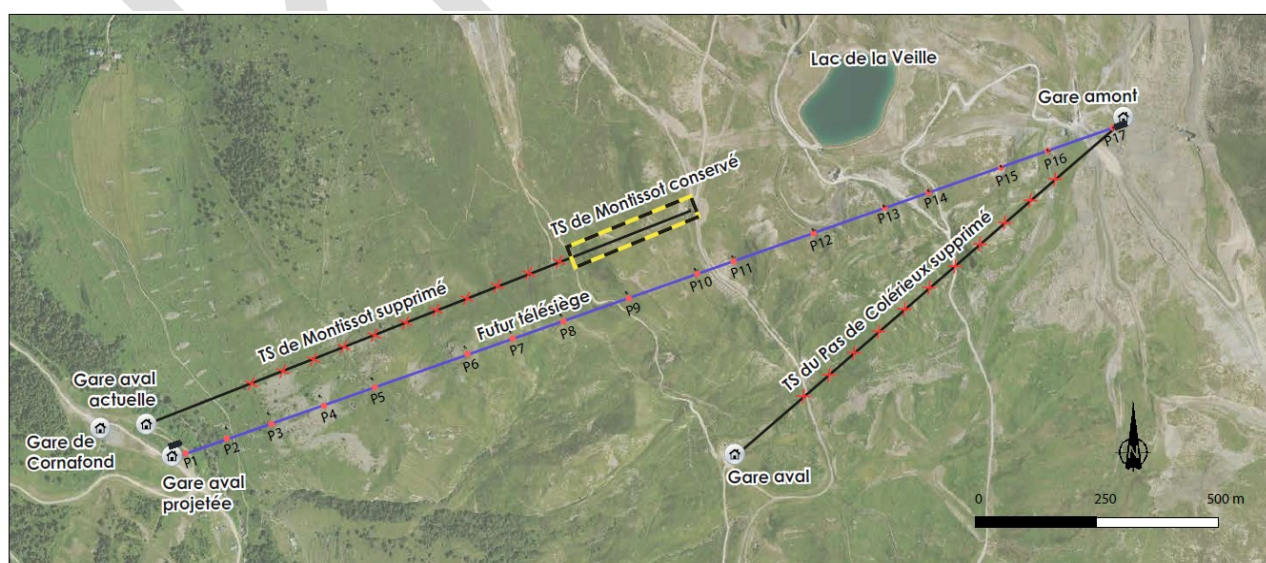 Lac de la Veille
Gare amont
P17
P16
P15
P14
P13
P12
P11
P10
P9
P8
P7
P6
P5
P4
P3
P2
P1
TS de Montissot conservé
TS de Montissot supprimé
Futur télésiège
TS du Pas de Colérieux supprimé
Gare aval
actuelle
Gare de
Cornafond
Gare aval
projetée
Gare aval
N
0
250
500 m